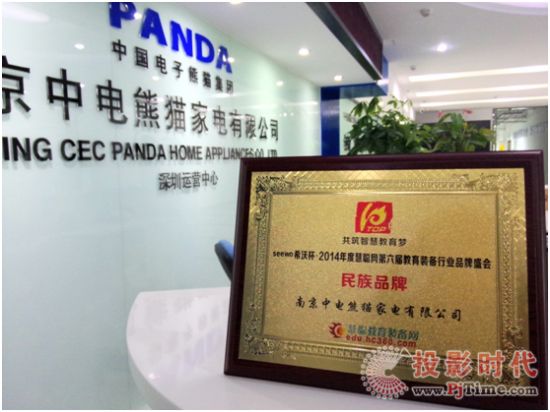 PANDA
中国电子熊猫集团
京中电熊猫家电有限公司
ING CEC PANDA HOME APPLIANCES CO.,LTD
深圳运营中心
TOP
共筑智慧教育梦
seewo希沃杯·2014年度慧聪网第六届教育装备行业品牌盛会
民族品牌
南京中电熊猫家电有限公司
慧聪教育装备网
edu.hc360.com
投影时代
www.PjTime.com